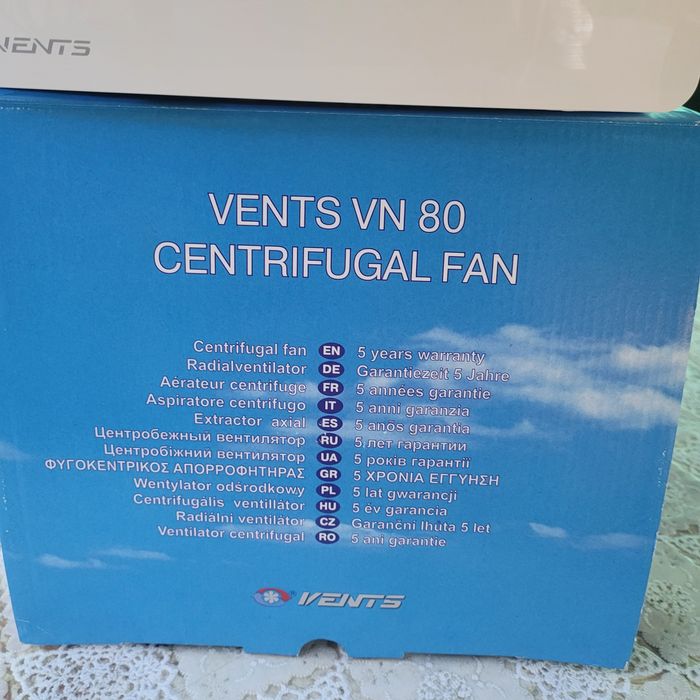 VENTS
VENTS VN 80
CENTRIFUGAL FAN
Centrifugal fan EN 5 years warranty
Radialventilator DE Garantiezeit 5 Jahre
Aérateur centrifuge FR 5 années garantie
Aspiratore centrifugo IT 5 anni garanzia
Extractor axial ES 5 anós garantia
Центробежный вентилятор RU 5 лет гарантии
Центробіжний вентилятор UA 5 років гарантії
ΦΥΓΟΚΕΝΤΡΙΚΟΣ ΑΠΟΡΡΟΦΗΤΗΡΑΣ GR 5 ΧΡΟΝΙΑ ΕΓΓΥΗΣΗ
Wentylator odśrodkowy PL 5 lat gwarancji
Centrifugális ventillátor HU 5 év garancia
Radiální ventilátor CZ Garanční lhůta 5 let
Ventilator centrifugal RO 5 ani garantie
® VENTS